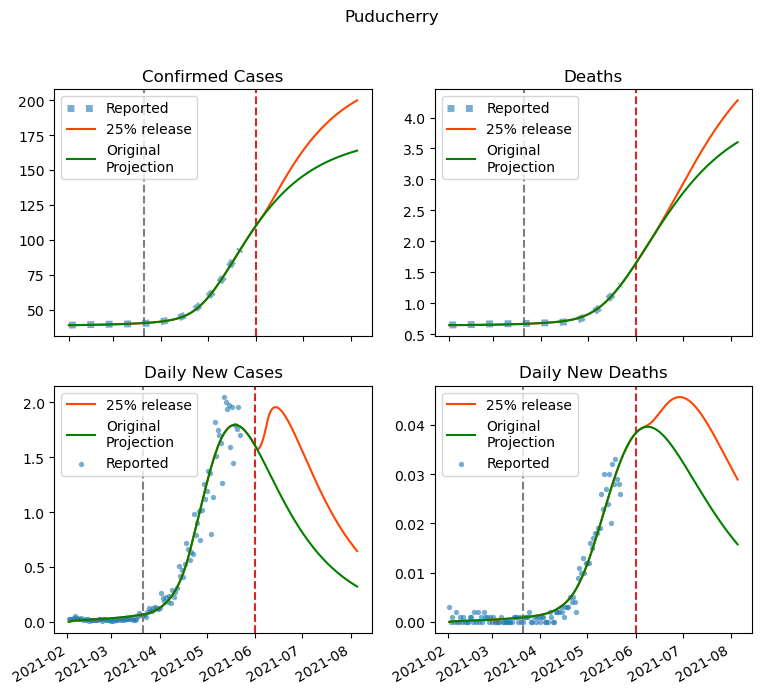 Puducherry
Confirmed Cases
Reported
25% release
Original
Projection
200
175
150
125
100
75
50
Deaths
Reported
25% release
Original
Projection
4.0
3.5
3.0
2.5
2.0
1.5
1.0
0.5
Daily New Cases
25% release
Original
Projection
Reported
2.0
1.5
1.0
0.5
0.0
2021-02
2021-03
2021-04
2021-05
2021-06
2021-07
2021-08
Daily New Deaths
25% release
Original
Projection
Reported
0.04
0.03
0.02
0.01
0.00
2021-02
2021-03
2021-04
2021-05
2021-06
2021-07
2021-08